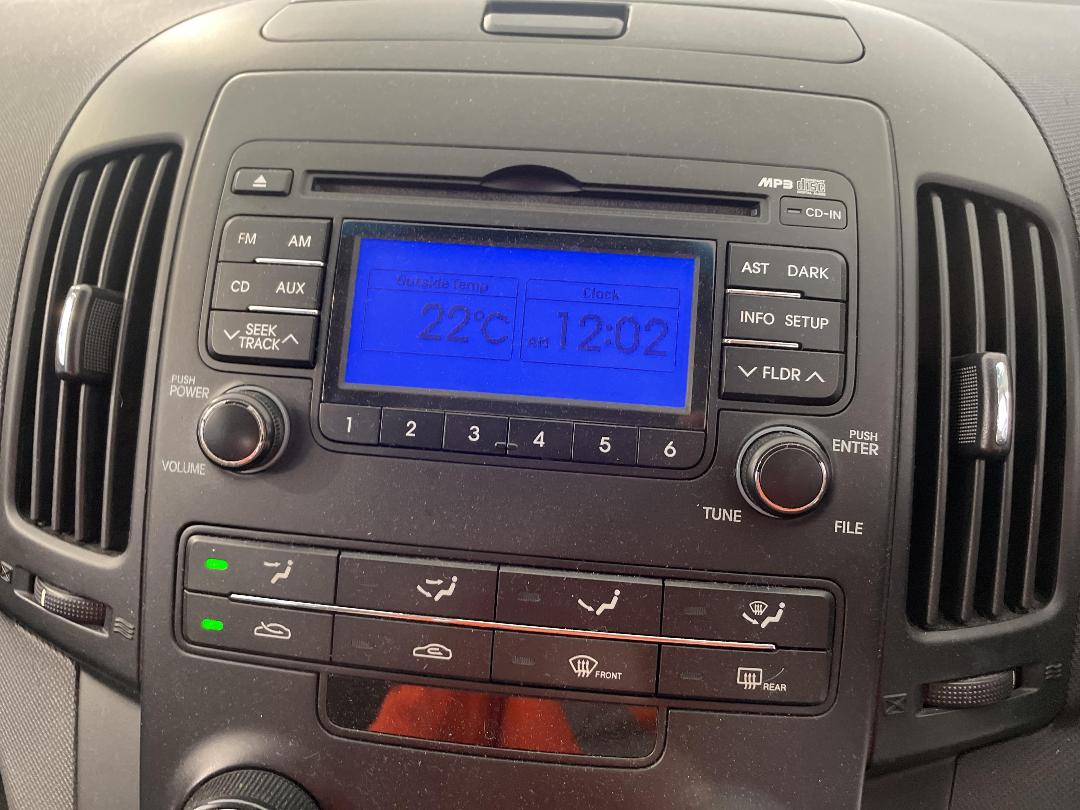 MP3 disc
CD-IN
FM AM
CD AUX
SEEK
TRACK
PUSH
POWER
VOLUME
Outside Temp
22°C
Clock
AM 12:02
AST DARK
INFO SETUP
FLDR
1 2 3 4 5 6
PUSH
ENTER
TUNE
FILE
FRONT
REAR